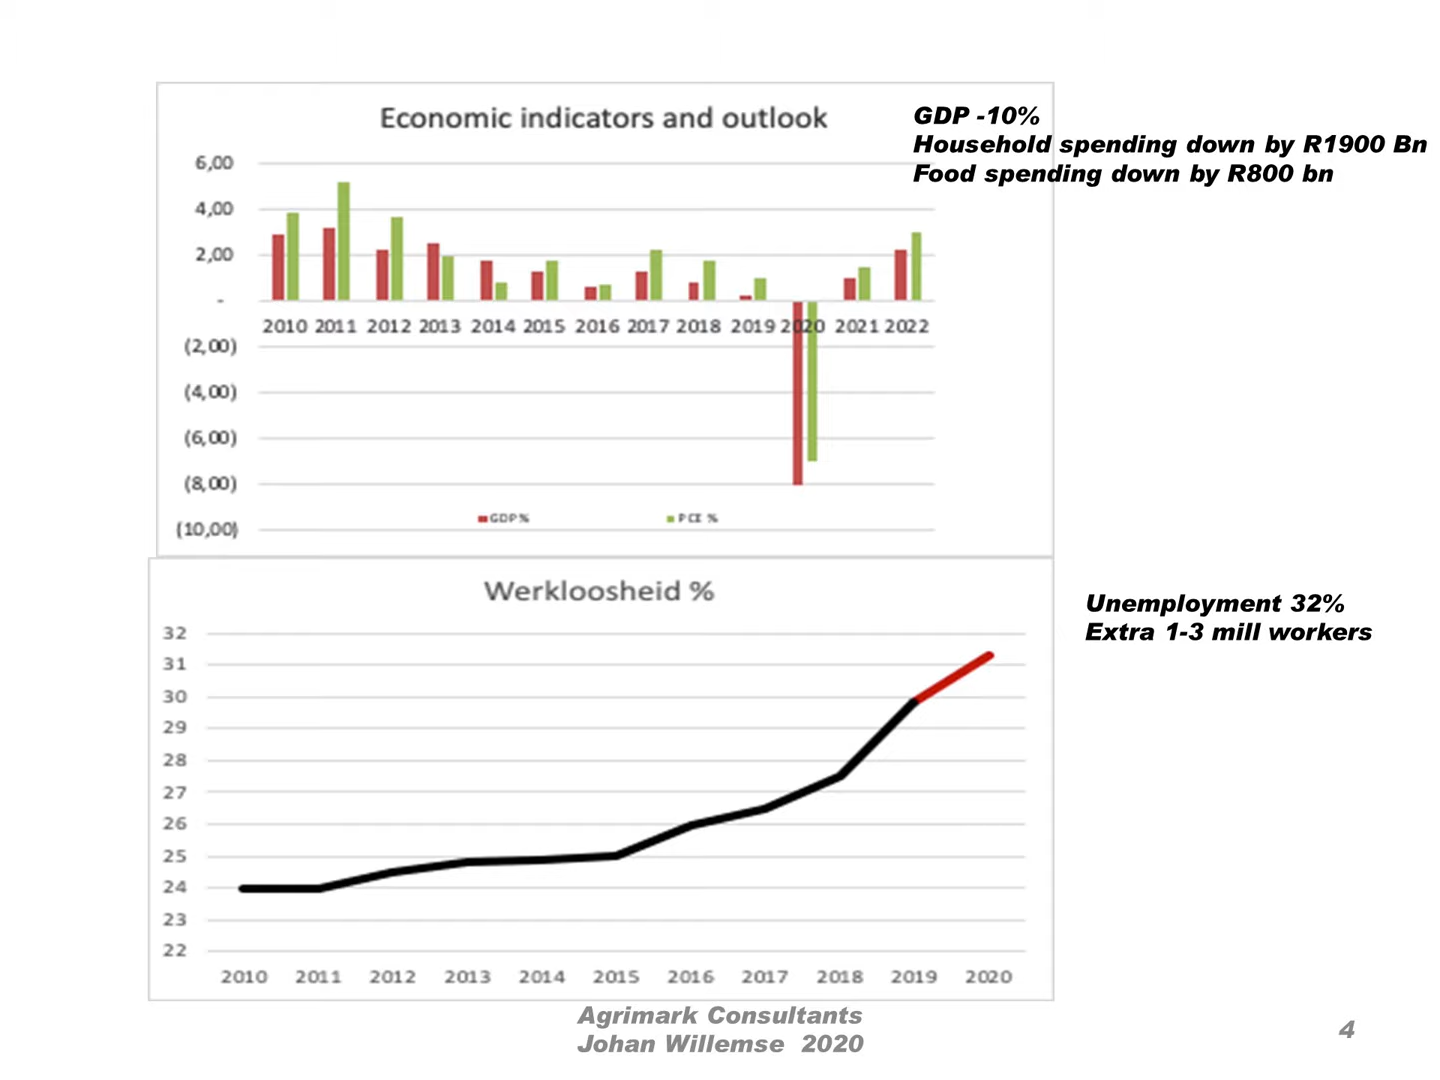 Economic indicators and outlook
GDP -10%
Household spending down by R1900 Bn
Food spending down by R800 bn
6,00
4,00
2,00
-
2010 2011 2012 2013 2014 2015 2016 2017 2018 2019 2020 2021 2022
(2,00)
(4,00)
(6,00)
(8,00)
(10,00)
GDP% PCE %
Werkloosheid %
Unemployment 32%
Extra 1-3 mill workers
32
31
30
29
28
27
26
25
24
23
22
2010 2011 2012 2013 2014 2015 2016 2017 2018 2019 2020
Agrimark Consultants
Johan Willemse 2020
4